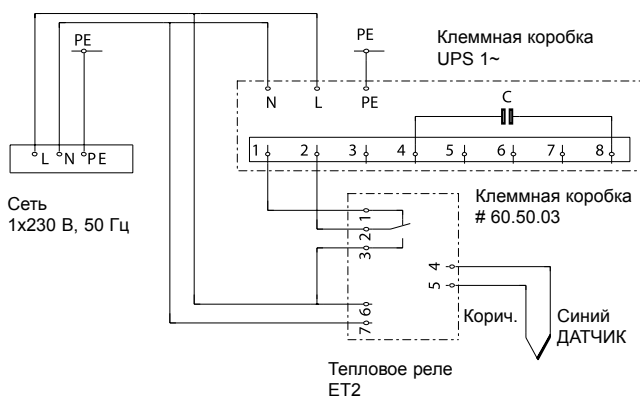 PE
PE
Клеммная коробка
UPS 1~
N L PE
C
L N PE
1 2 3 4 5 6 7 8
Сеть
1x230 В, 50 Гц
Клеммная коробка
# 60.50.03
1
2
3
4
5
6
7
Корич.
Синий
ДАТЧИК
Тепловое реле
ET2